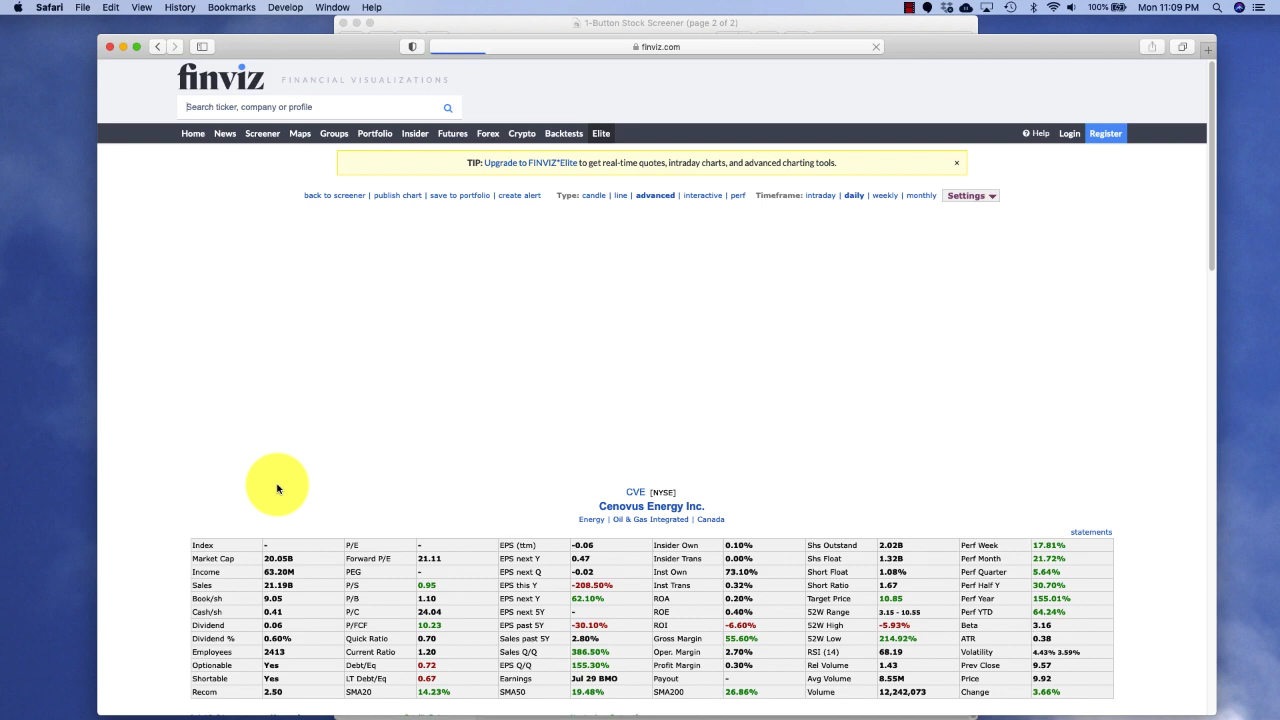 Safari File Edit View History Bookmarks Develop Window Help 100% Mon 11:09 PM
1-Button Stock Screener (page 2 of 2)
finviz.com
finviz FINANCIAL VISUALIZATIONS
Search ticker, company or profile
Home News Screener Maps Groups Portfolio Insider Futures Forex Crypto Backtests Elite Help Login Register
TIP: Upgrade to FINVIZ*Elite to get real-time quotes, intraday charts, and advanced charting tools. ×
back to screener | publish chart | save to portfolio | create alert Type: candle | line | advanced | interactive | perf Timeframe: intraday | daily | weekly | monthly Settings
CVE [NYSE]
Cenovus Energy Inc.
Energy | Oil & Gas Integrated | Canada
statements
Index - P/E - EPS (ttm) -0.06 Insider Own 0.10% Shs Outstand 2.02B Perf Week 17.81%
Market Cap 20.05B Forward P/E 21.11 EPS next Y 0.47 Insider Trans 0.00% Shs Float 1.32B Perf Month 21.72%
Income 63.20M PEG - EPS next Q -0.02 Inst Own 73.10% Short Float 1.08% Perf Quarter 5.64%
Sales 21.19B P/S 0.95 EPS this Y -208.50% Inst Trans 0.32% Short Ratio 1.67 Perf Half Y 30.70%
Book/sh 9.05 P/B 1.10 EPS next Y 62.10% ROA 0.20% Target Price 10.85 Perf Year 155.01%
Cash/sh 0.41 P/C 24.04 EPS next 5Y - ROE 0.40% 52W Range 3.15 - 10.55 Perf YTD 64.24%
Dividend 0.06 P/FCF 10.23 EPS past 5Y -30.10% ROI -6.60% 52W High -5.93% Beta 3.16
Dividend % 0.60% Quick Ratio 0.70 Sales past 5Y 2.80% Gross Margin 55.60% 52W Low 214.92% ATR 0.38
Employees 2413 Current Ratio 1.20 Sales Q/Q 386.50% Oper. Margin 2.70% RSI (14) 68.19 Volatility 4.43% 3.59%
Optionable Yes Debt/Eq 0.72 EPS Q/Q 155.30% Profit Margin 0.30% Rel Volume 1.43 Prev Close 9.57
Shortable Yes LT Debt/Eq 0.67 Earnings Jul 29 BMO Payout - Avg Volume 8.55M Price 9.92
Recom 2.50 SMA20 14.23% SMA50 19.48% SMA200 26.86% Volume 12,242,073 Change 3.66%